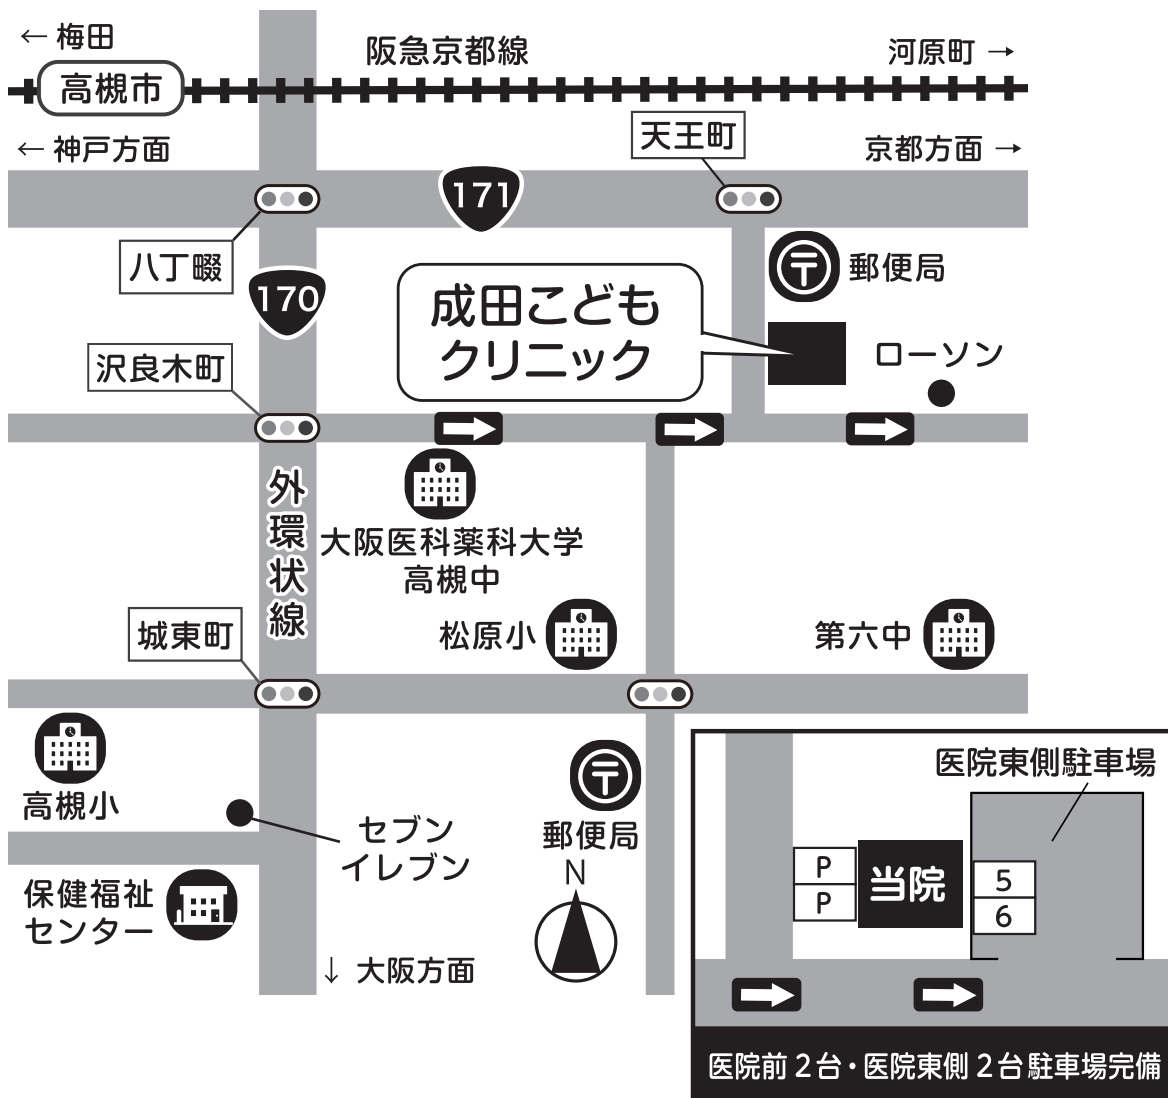 ← 梅田
阪急京都線
河原町 →
高槻市
← 神戸方面
天王町
京都方面 →
171
八丁畷
170
郵便局
成田こども
クリニック
沢良木町
ローソン
外環状線
大阪医科薬科大学
高槻中
城東町
松原小
第六中
高槻小
セブン
イレブン
郵便局
N
保健福祉
センター
↓ 大阪方面
医院東側駐車場
P
P
当院
5
6
医院前2台・医院東側2台駐車場完備